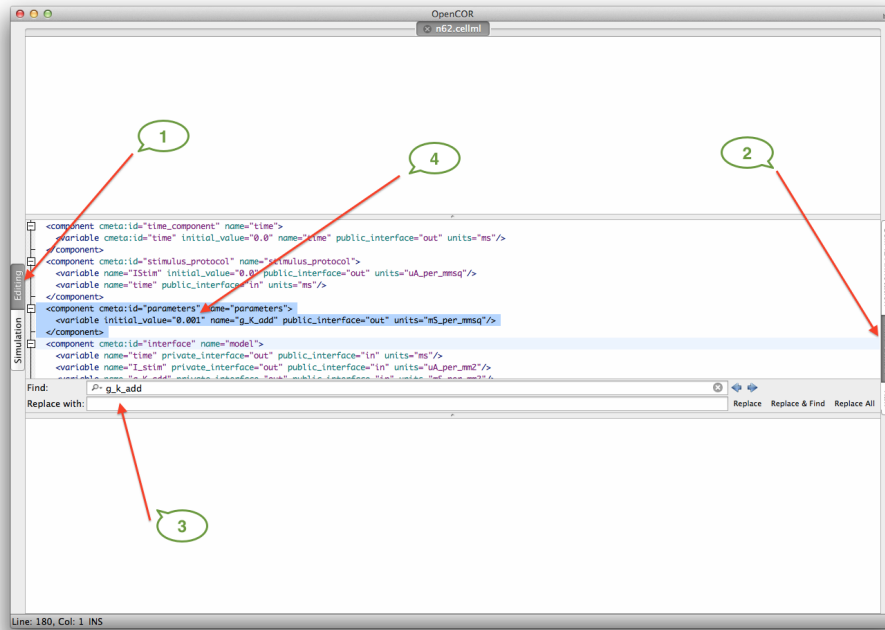 OpenCOR
n62.cellml
1
4
2
<component cmeta:id="time_component" name="time">
<variable cmeta:id="time" initial_value="0.0" name="time" public_interface="out" units="ms"/>
</component>
<component cmeta:id="stimulus_protocol" name="stimulus_protocol">
<variable name="IStim" initial_value="0.0" public_interface="out" units="uA_per_mmsq"/>
<variable name="time" public_interface="in" units="ms"/>
</component>
<component cmeta:id="parameters" name="parameters">
<variable initial_value="0.001" name="g_K_add" public_interface="out" units="mS_per_mmsq"/>
</component>
<component cmeta:id="interface" name="model">
<variable name="time" private_interface="out" public_interface="in" units="ms"/>
<variable name="I_stim" private_interface="out" public_interface="in" units="uA_per_mm2"/>
Editing
Simulation
Find: g_k_add
Replace with:
Replace Replace & Find Replace All
3
Line: 180, Col: 1 INS